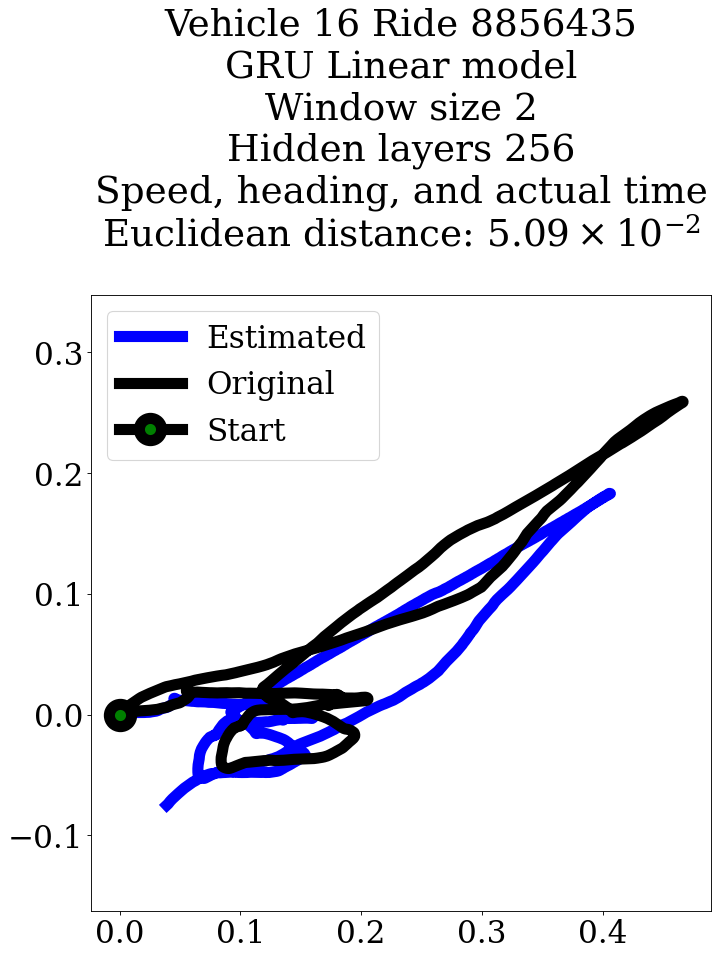 Vehicle 16 Ride 8856435
GRU Linear model
Window size 2
Hidden layers 256
Speed, heading, and actual time
Euclidean distance: 5.09 × 10⁻²
Estimated
Original
Start
0.3
0.2
0.1
0.0
−0.1
0.0 0.1 0.2 0.3 0.4